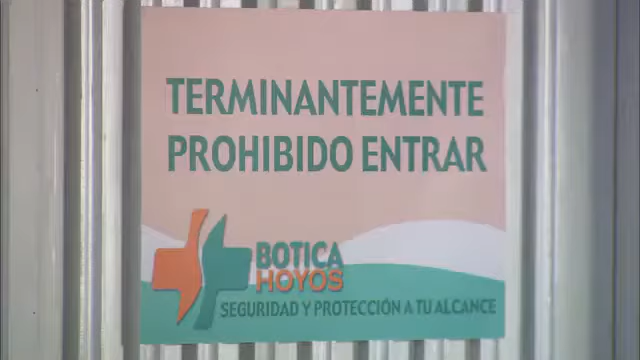 TERMINANTEMENTE
PROHIBIDO ENTRAR
BOTICA
HOYOS
SEGURIDAD Y PROTECCIÓN A TU ALCANCE